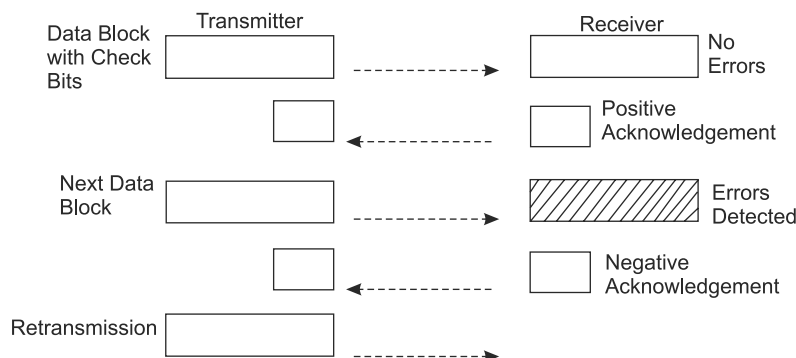 Transmitter
Receiver
Data Block
with Check
Bits
No
Errors
Positive
Acknowledgement
Next Data
Block
Errors
Detected
Negative
Acknowledgement
Retransmission